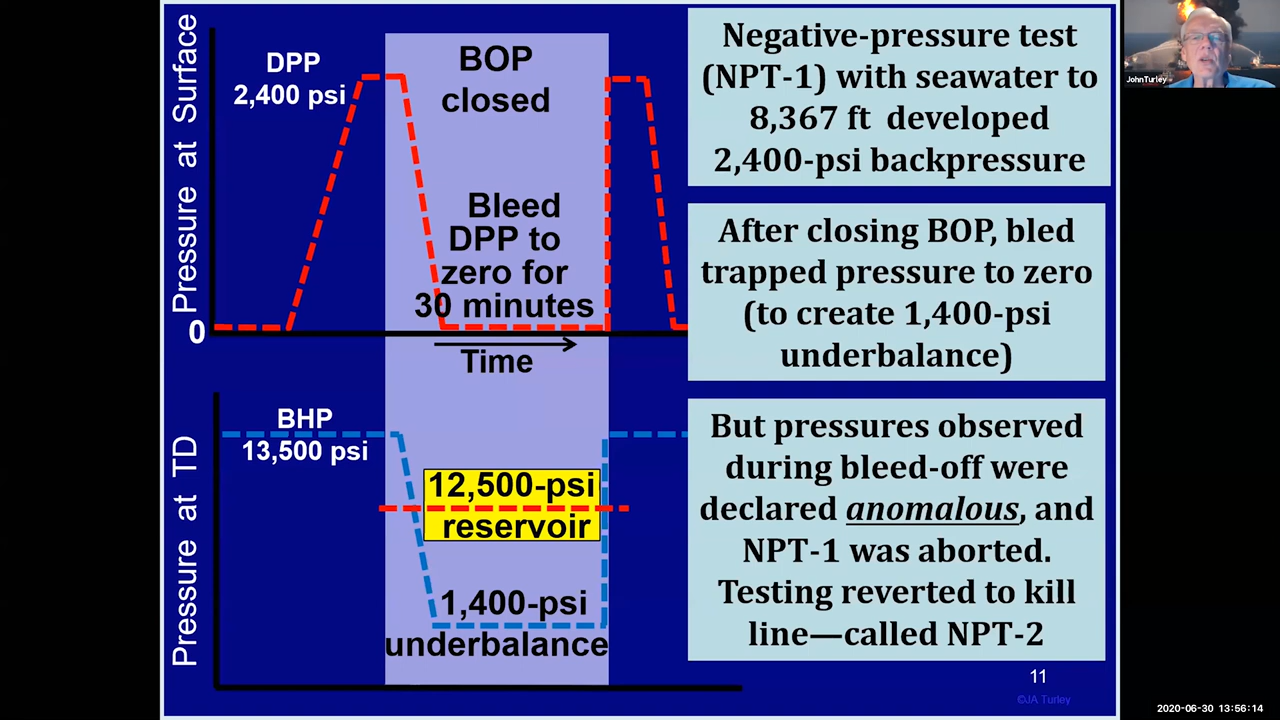 Pressure at Surface
DPP
2,400 psi
0
BOP
closed
Bleed
DPP to
zero for
30 minutes
Time
Pressure at TD
BHP
13,500 psi
12,500-psi
reservoir
1,400-psi
underbalance
Negative-pressure test
(NPT-1) with seawater to
8,367 ft developed
2,400-psi backpressure
After closing BOP, bled
trapped pressure to zero
(to create 1,400-psi
underbalance)
But pressures observed
during bleed-off were
declared anomalous, and
NPT-1 was aborted.
Testing reverted to kill
line—called NPT-2
11
©JA Turley
JohnTurley
2020-06-30 13:56:14